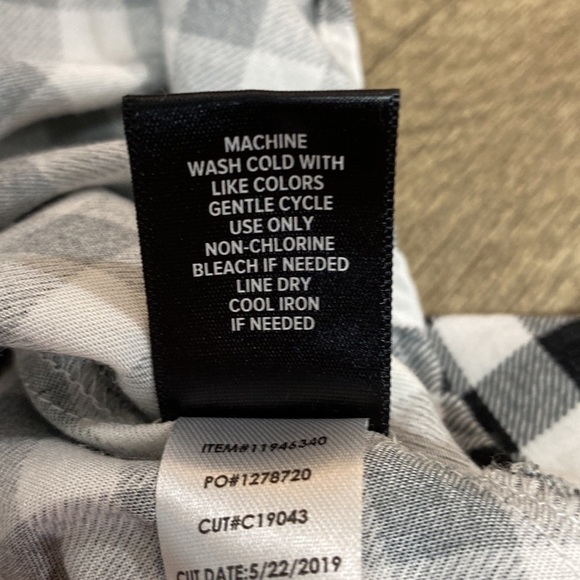 MACHINE
WASH COLD WITH
LIKE COLORS
GENTLE CYCLE
USE ONLY
NON-CHLORINE
BLEACH IF NEEDED
LINE DRY
COOL IRON
IF NEEDED
ITEM#11946340
PO#1278720
CUT#C19043
CUT DATE:5/22/2019